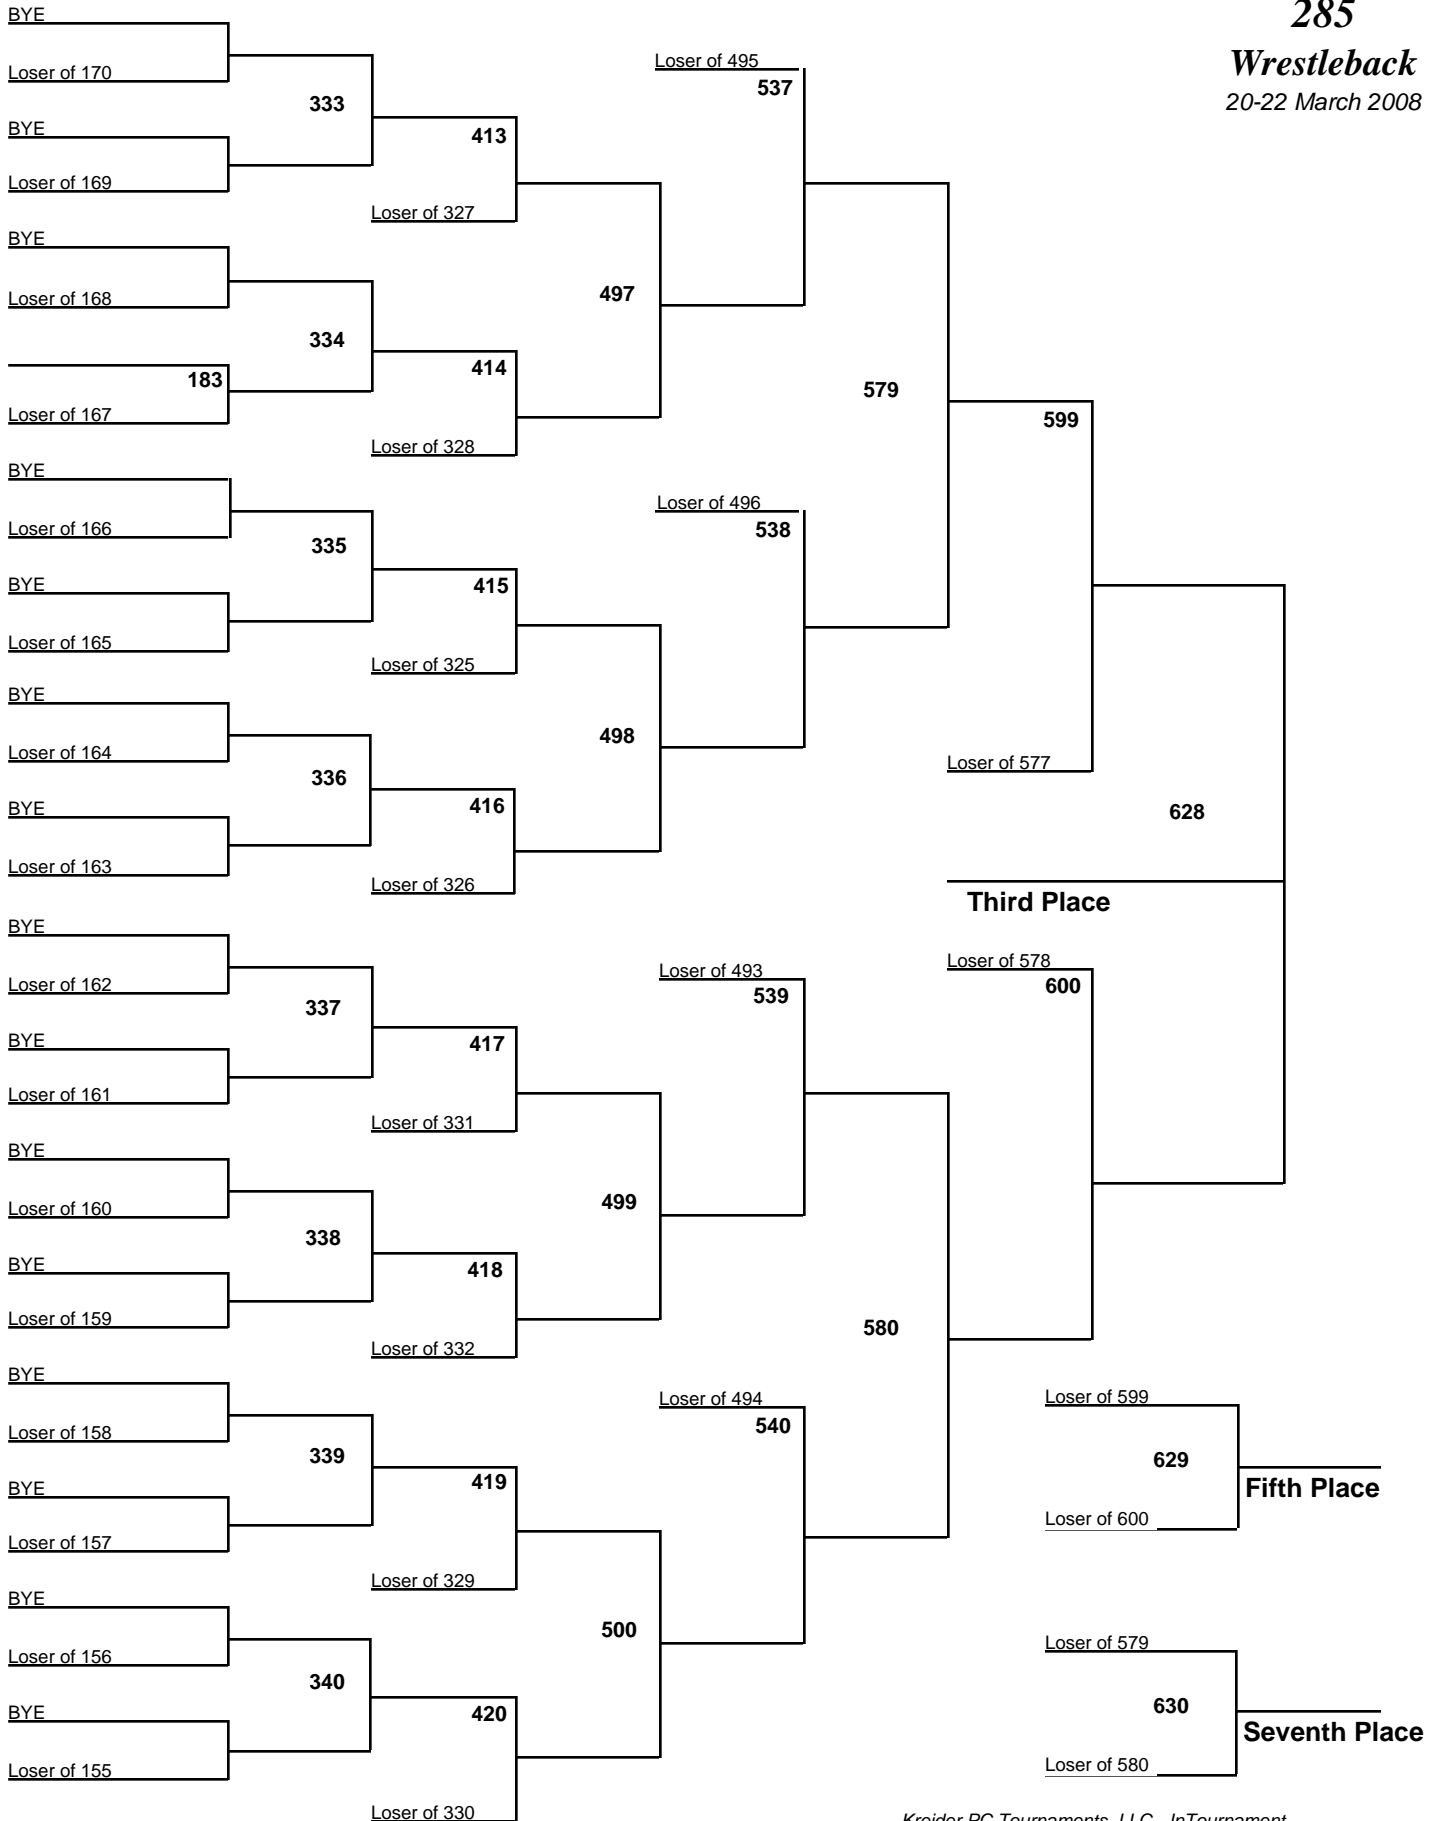 285
Wrestleback
20-22 March 2008
BYE
Loser of 170
333
BYE
Loser of 169
413
Loser of 327
BYE
Loser of 168
334
183
Loser of 167
414
Loser of 328
497
Loser of 495
537
BYE
Loser of 166
335
BYE
Loser of 165
415
Loser of 325
BYE
Loser of 164
336
BYE
Loser of 163
416
Loser of 326
498
Loser of 496
538
579
599
Loser of 577
628
Third Place
BYE
Loser of 162
337
BYE
Loser of 161
417
Loser of 331
BYE
Loser of 160
338
BYE
Loser of 159
418
Loser of 332
499
Loser of 493
539
Loser of 578
600
580
BYE
Loser of 158
339
BYE
Loser of 157
419
Loser of 329
BYE
Loser of 156
340
BYE
Loser of 155
420
Loser of 330
500
Loser of 494
540
Loser of 599
629
Fifth Place
Loser of 600
Loser of 579
630
Seventh Place
Loser of 580
Kreider PC Tournaments, LLC - InTournament